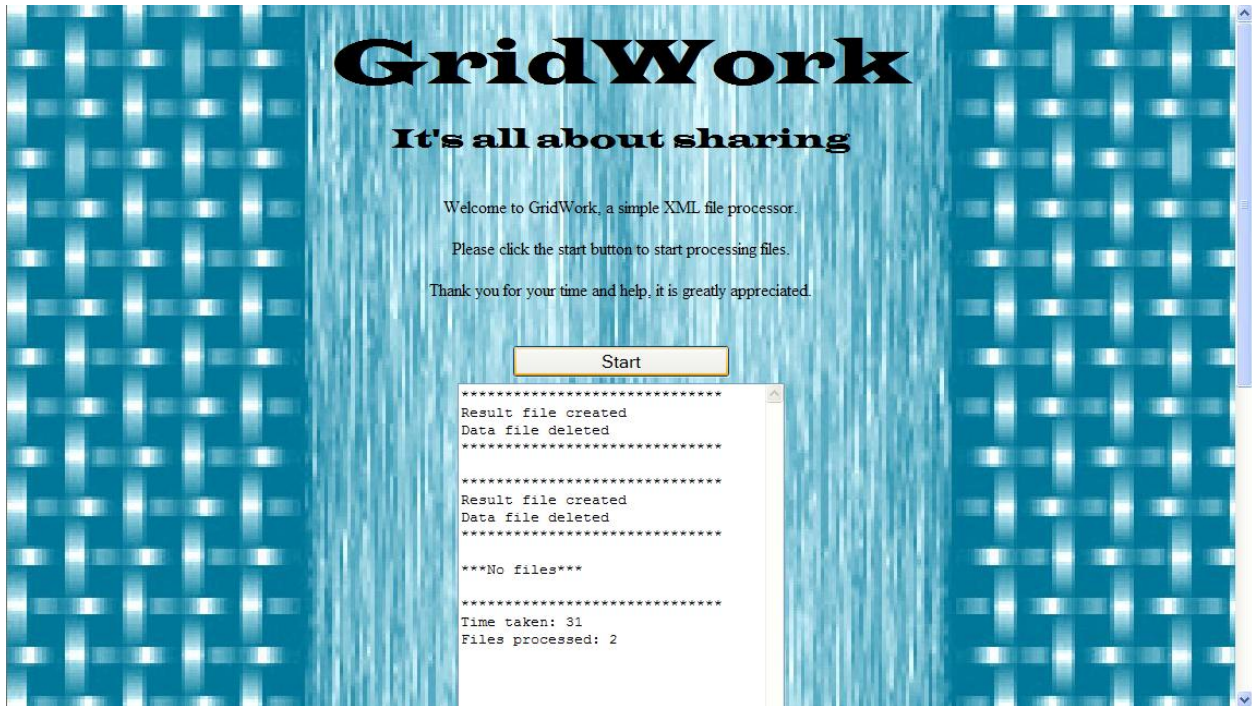 GridWork
It's all about sharing
Welcome to GridWork, a simple XML file processor.
Please click the start button to start processing files.
Thank you for your time and help, it is greatly appreciated.
Start
******************************
Result file created
Data file deleted
******************************
******************************
Result file created
Data file deleted
******************************
***No files***
******************************
Time taken: 31
Files processed: 2